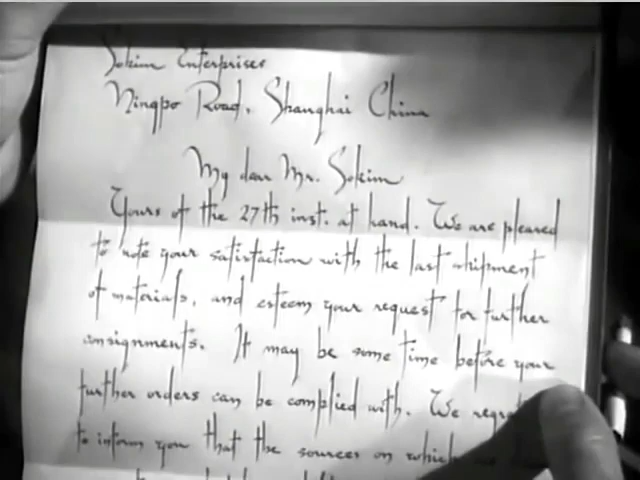 Sokim Enterprises
Ningpo Road, Shanghai China
My dear Mr. Sokim
Yours of the 27th inst. at hand. We are pleased
to note your satisfaction with the last shipment
of materials, and esteem your request for further
consignments. It may be some time before your
further orders can be complied with. We regret
to inform you that the sources on which